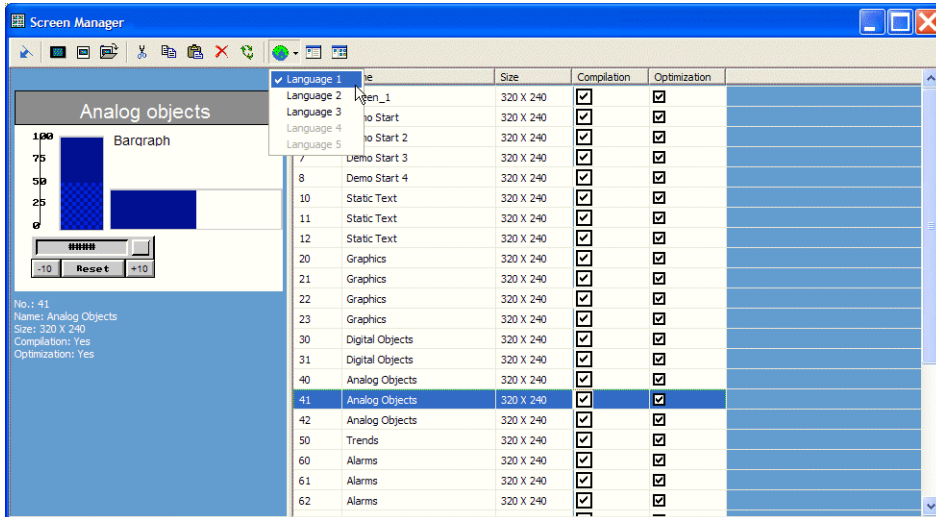 Screen Manager
Language 1
Language 2
Language 3
Language 4
Language 5
Size Compilation Optimization
320 X 240
320 X 240
320 X 240
7 Demo Start 3 320 X 240
8 Demo Start 4 320 X 240
10 Static Text 320 X 240
11 Static Text 320 X 240
12 Static Text 320 X 240
20 Graphics 320 X 240
21 Graphics 320 X 240
22 Graphics 320 X 240
23 Graphics 320 X 240
30 Digital Objects 320 X 240
31 Digital Objects 320 X 240
40 Analog Objects 320 X 240
41 Analog Objects 320 X 240
42 Analog Objects 320 X 240
50 Trends 320 X 240
60 Alarms 320 X 240
61 Alarms 320 X 240
62 Alarms 320 X 240
Analog objects
Bargraph
100
75
50
25
0
####
-10 Reset +10
No.: 41
Name: Analog Objects
Size: 320 X 240
Compilation: Yes
Optimization: Yes